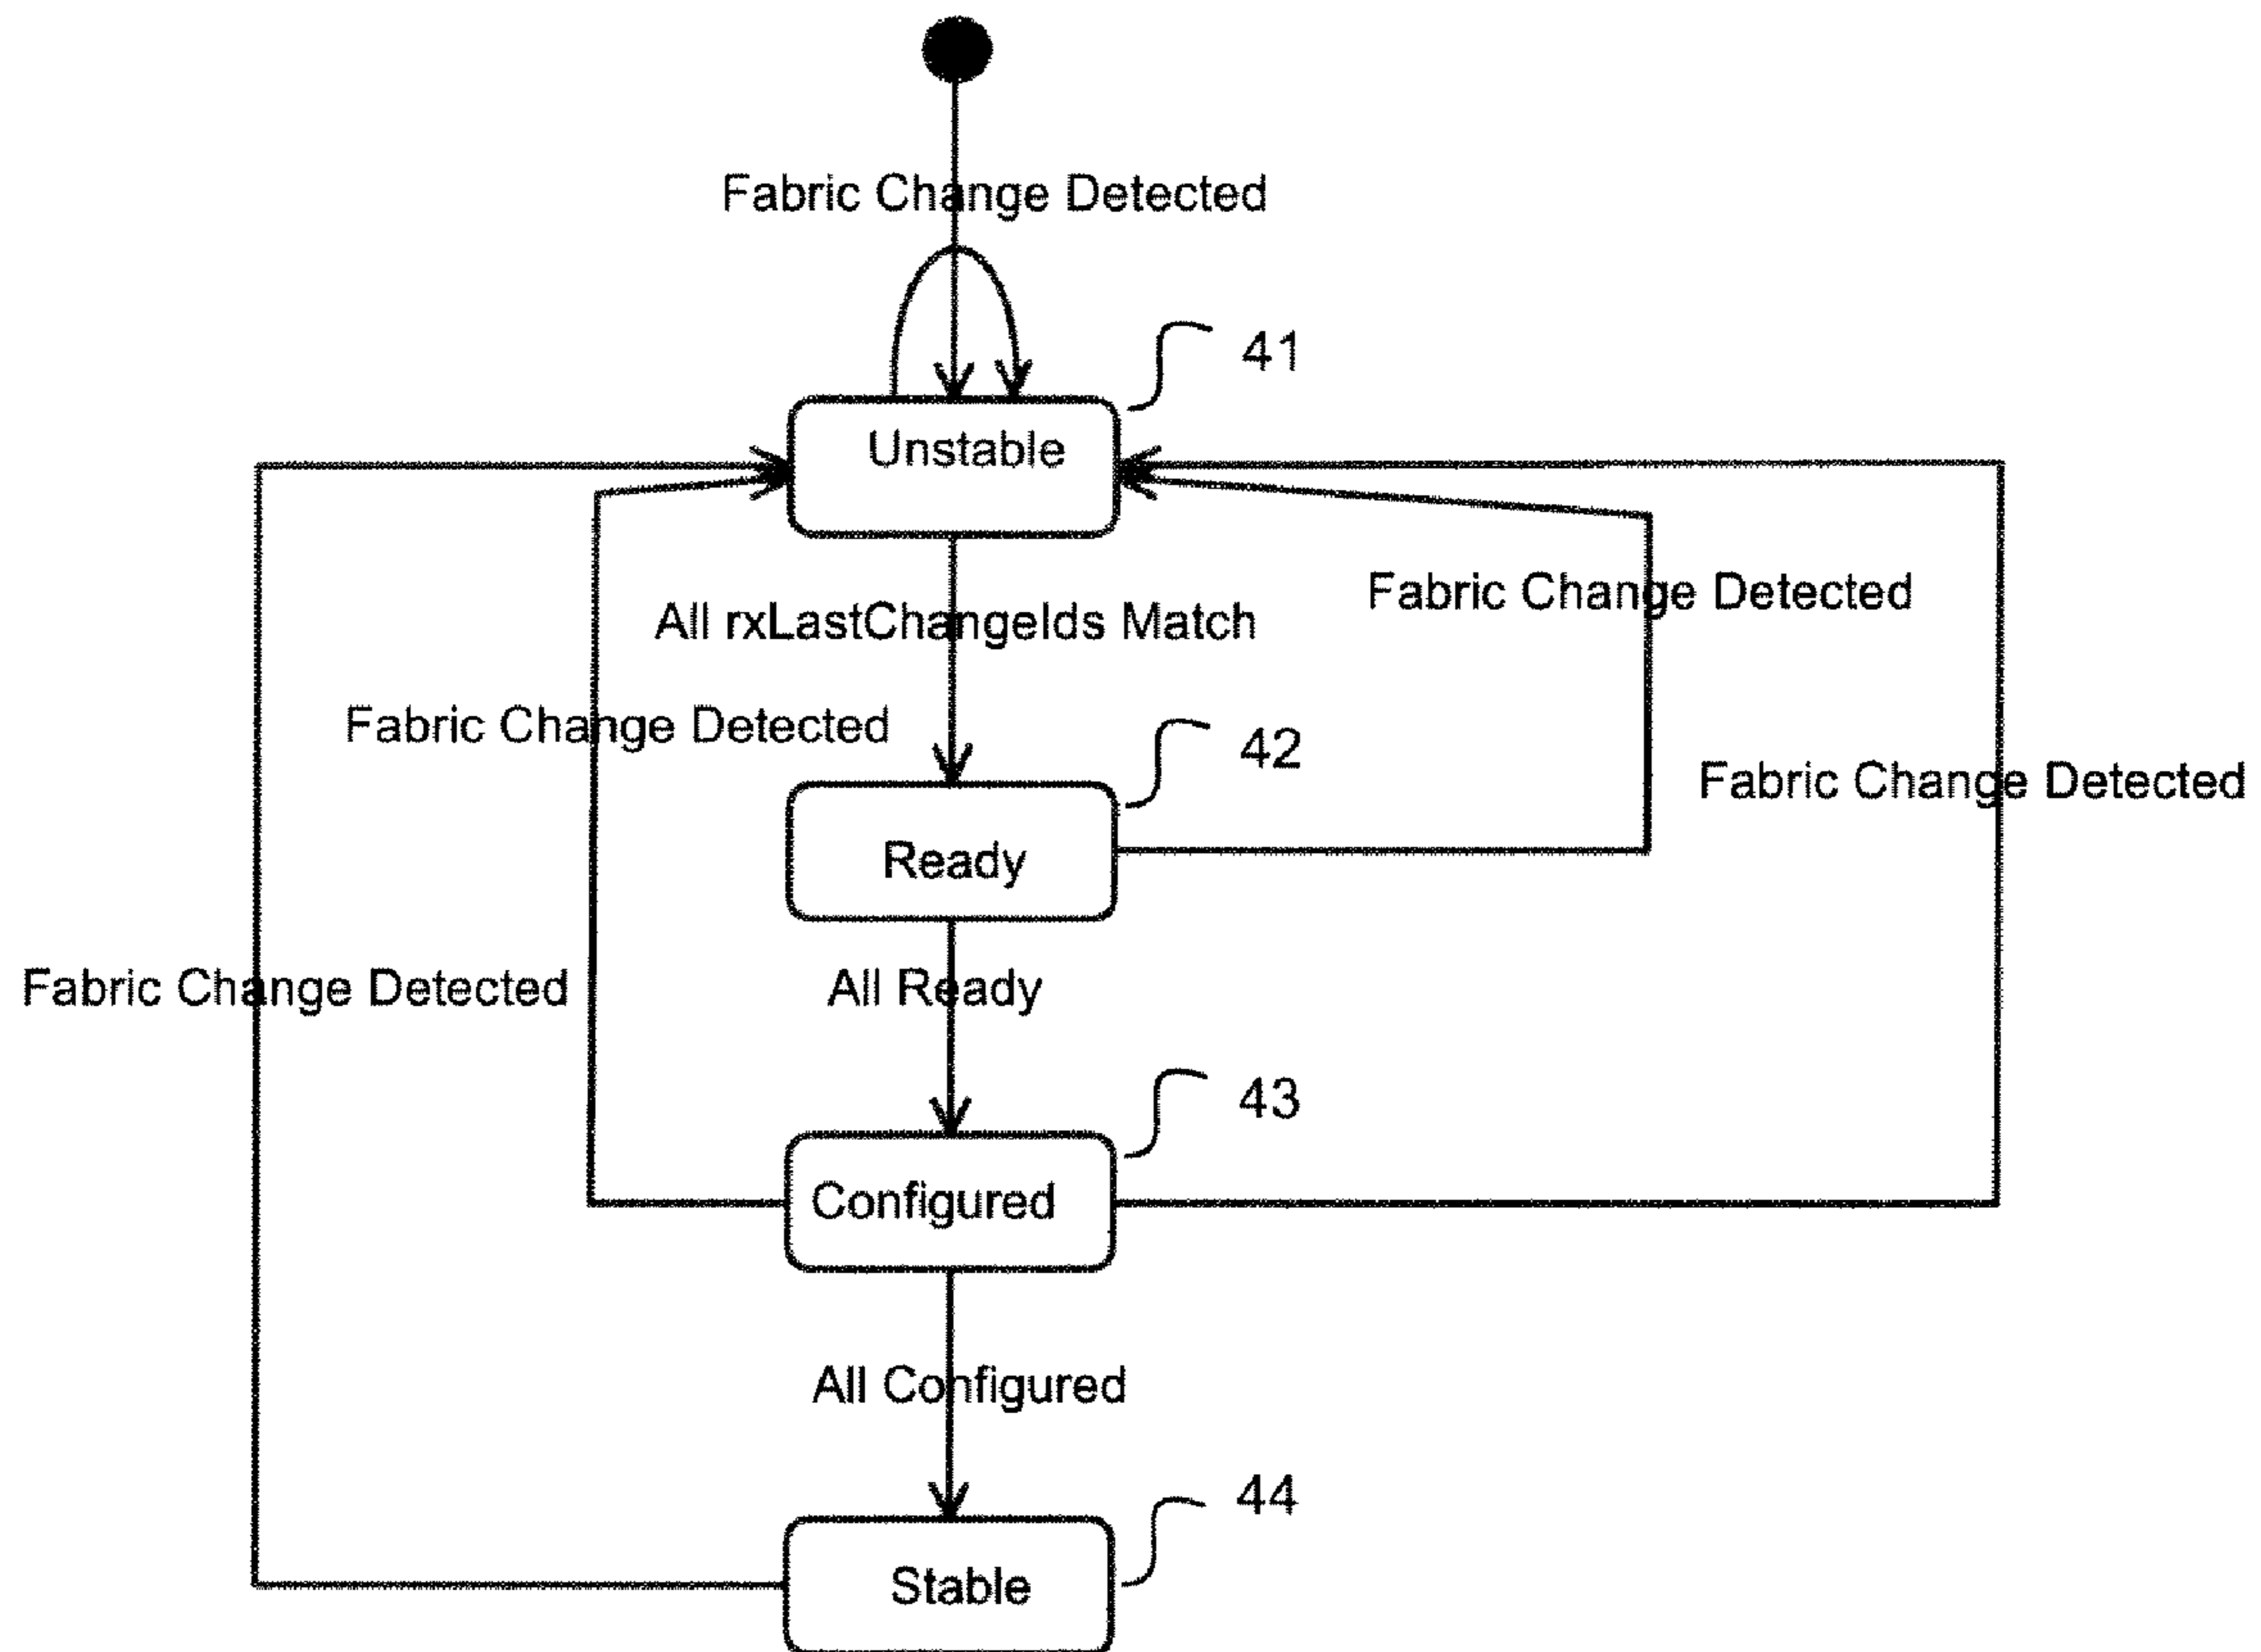 Fabric Change Detected
41
Unstable
Fabric Change Detected
All rxLastChangeIds Match
Fabric Change Detected
42
Fabric Change Detected
Ready
Fabric Change Detected
All Ready
43
Configured
All Configured
44
Stable